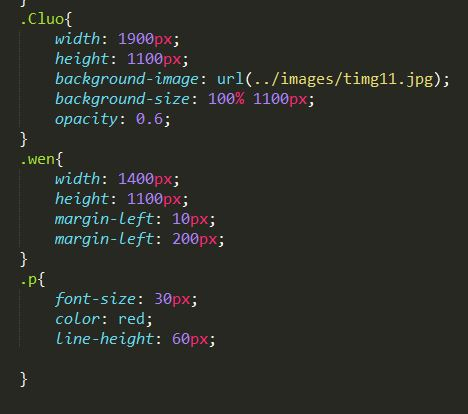 }
.Cluo{
width: 1900px;
height: 1100px;
background-image: url(../images/timg11.jpg);
background-size: 100% 1100px;
opacity: 0.6;
}
.wen{
width: 1400px;
height: 1100px;
margin-left: 10px;
margin-left: 200px;
}
.p{
font-size: 30px;
color: red;
line-height: 60px;
}